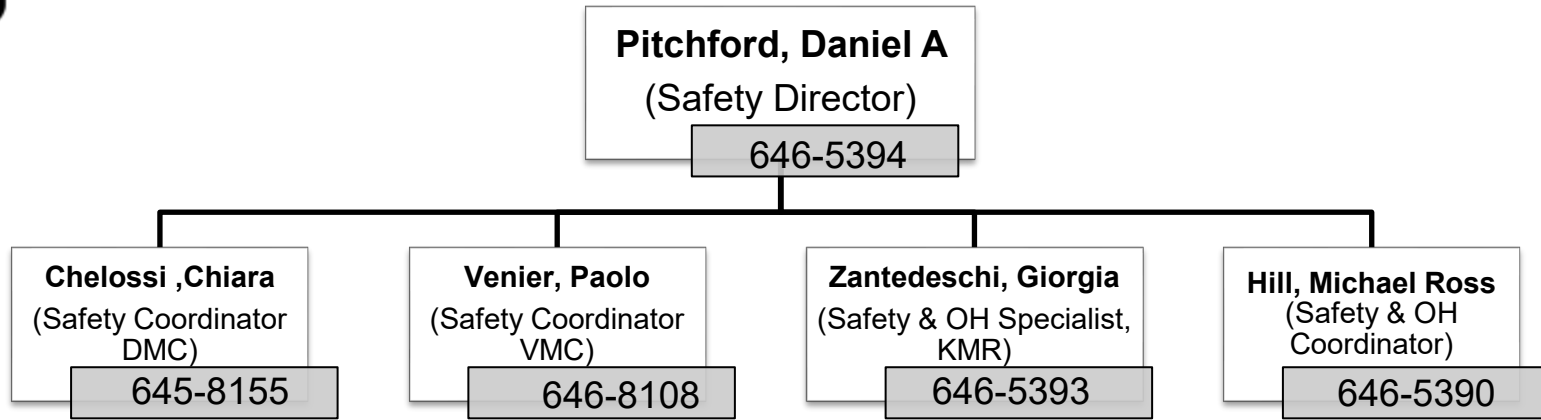 Pitchford, Daniel A
(Safety Director)
646-5394
Chelossi ,Chiara
(Safety Coordinator
DMC)
645-8155
Venier, Paolo
(Safety Coordinator
VMC)
646-8108
Zantedeschi, Giorgia
(Safety & OH Specialist,
KMR)
646-5393
Hill, Michael Ross
(Safety & OH
Coordinator)
646-5390